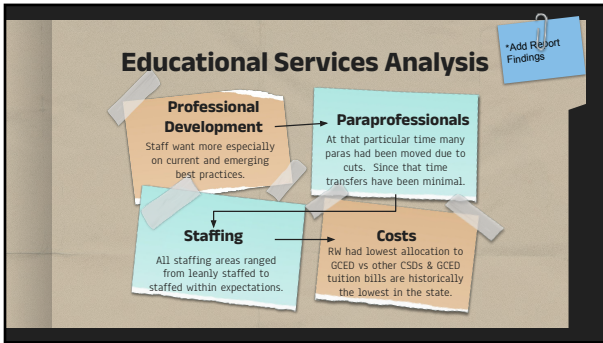 Educational Services Analysis
*Add Report
Findings
Professional
Development
Staff want more especially
on current and emerging
best practices.
Paraprofessionals
At that particular time many
paras had been moved due to
cuts. Since that time
transfers have been minimal.
Staffing
All staffing areas ranged
from leanly staffed to
staffed within expectations.
Costs
RW had lowest allocation to
GCED vs other CSDs & GCED
tuition bills are historically
the lowest in the state.